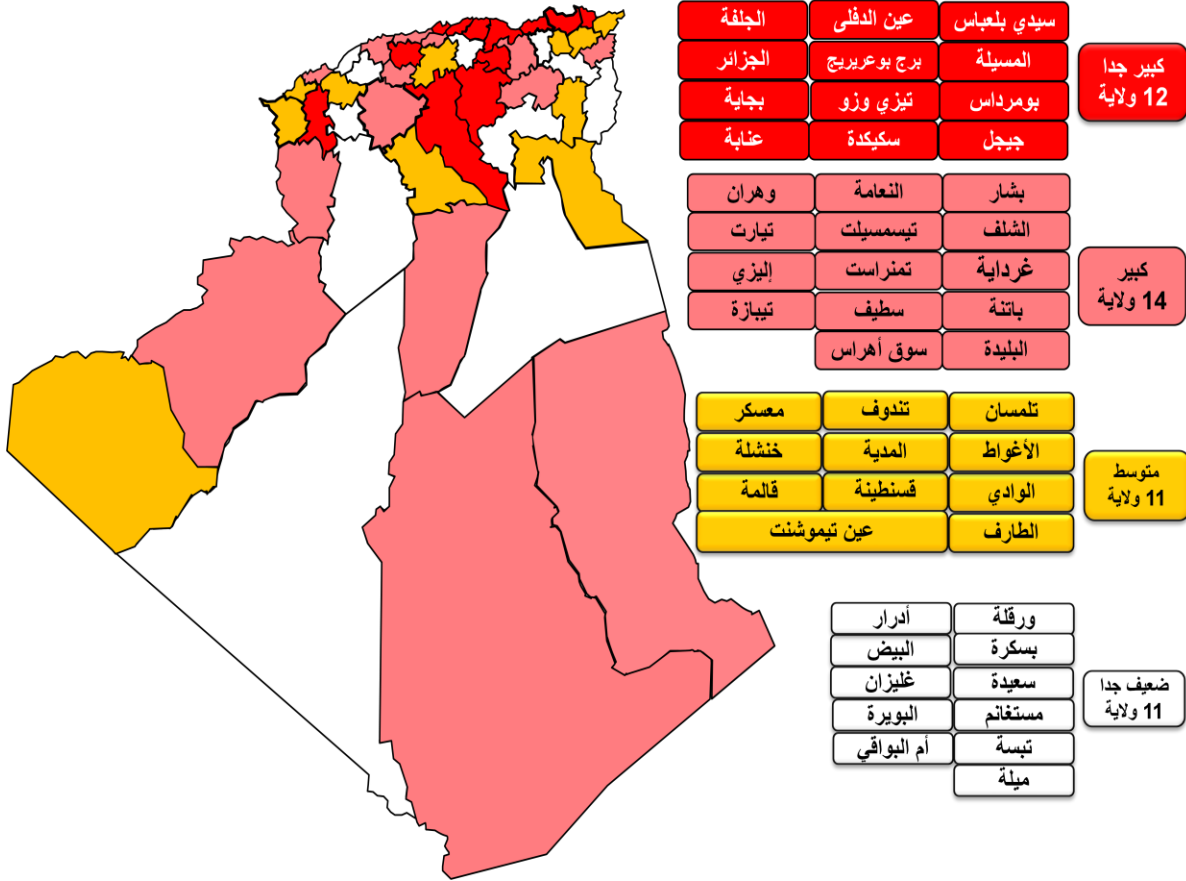 كبير جدا
12 ولاية
سيدي بلعباس عين الدفلى الجلفة
المسيلة برج بوعريريج الجزائر
بومرداس تيزي وزو بجاية
جيجل سكيكدة عنابة
كبير
14 ولاية
بشار النعامة وهران
الشلف تيسمسيلت تيارت
غرداية تمنراست إليزي
باتنة سطيف تيبازة
البليدة سوق أهراس
متوسط
11 ولاية
تلمسان تندوف معسكر
الأغواط المدية خنشلة
الوادي قسنطينة قالمة
الطارف عين تيموشنت
ضعيف جدا
11 ولاية
ورقلة أدرار
بسكرة البيض
سعيدة غليزان
مستغانم البويرة
تبسة أم البواقي
ميلة